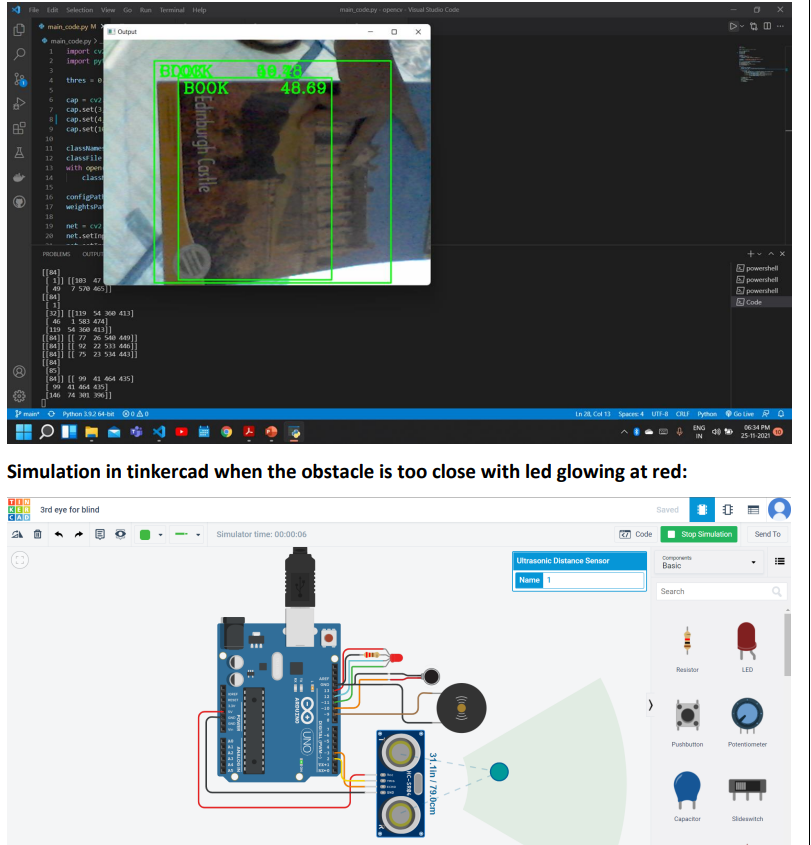 File Edit Selection View Go Run Terminal Help
main_code.py - opencv - Visual Studio Code
main_code.py M
Output
main_code.py >
1 import cv
2 import py
3
4 thres = 0.
5
6 cap = cv2
7 cap.set(3,
8 cap.set(4,
9 cap.set(10
10
11 classNames
12 classFile
13 with open
14 class
15
16 configPath
17 weightsPat
18
19 net = cv2.
20 net.setInp
BOOK 48.69
Edinburgh Castle
PROBLEMS OUTPU
powershell
powershell
powershell
Code
[[84]
[ 1]] [[103 47
[ 49 7 570 465]]
[[84]
[ 1]
[32]] [[119 54 360 413]
[ 46 1 583 474]
[119 54 360 413]]
[[84]] [[ 77 26 540 449]]
[[84]] [[ 92 22 533 446]]
[[84]] [[ 75 23 534 443]]
[[84]
[85]
[84]] [[ 99 41 464 435]
[ 99 41 464 435]
[146 74 301 396]]
main* Python 3.9.2 64-bit 0 0
Ln 28, Col 13 Spaces: 4 UTF-8 CRLF Python Go Live
ENG
IN
06:34 PM
25-11-2021
10
Simulation in tinkercad when the obstacle is too close with led glowing at red:
TIN
KER
CAD
3rd eye for blind
Saved
Simulator time: 00:00:06
Code
Stop Simulation
Send To
Ultrasonic Distance Sensor
Name 1
Components
Basic
Search
Resistor
LED
Pushbutton
Potentiometer
Capacitor
Slideswitch
ARDUINO
UNO
DIGITAL (PWM~)
POWER
ANALOG IN
HC-SR04
31.1in / 79.0cm